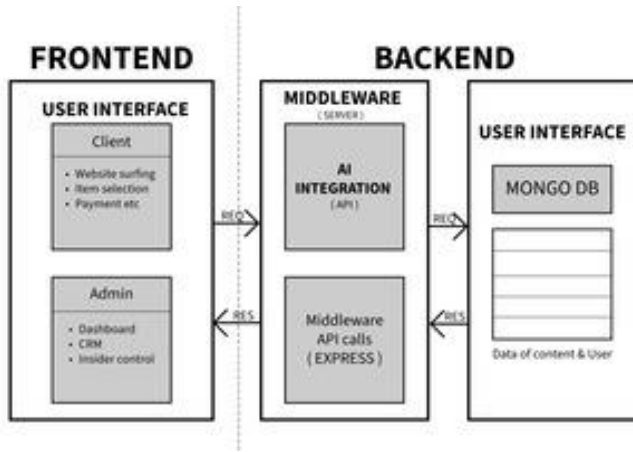 FRONTEND
USER INTERFACE
Client
• Website surfing
• Item selection
• Payment etc
Admin
• Dashboard
• CRM
• Insider control
REQ
RES
BACKEND
MIDDLEWARE
( SERVER )
AI
INTEGRATION
( API )
Middleware
API calls
( EXPRESS )
REQ
RES
USER INTERFACE
MONGO DB
Data of content & User